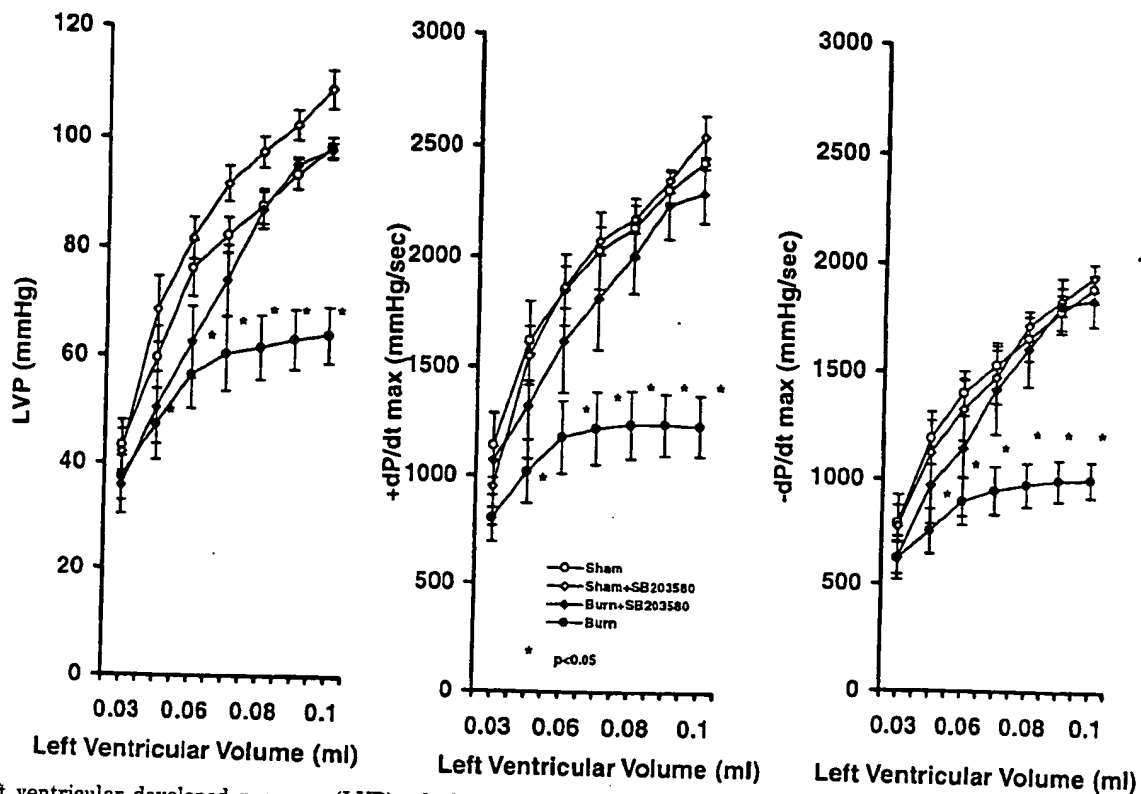 120
100
80
60
40
20
0
LVP (mmHg)
0.03 0.06 0.08 0.1
Left Ventricular Volume (ml)
3000
2500
2000
1500
1000
500
0
+dP/dt max (mmHg/sec)
Sham
Sham+SB203580
Burn+SB203580
Burn
* p<0.05
0.03 0.06 0.08 0.1
Left Ventricular Volume (ml)
3000
2500
2000
1500
1000
500
0
-dP/dt max (mmHg/sec)
0.03 0.06 0.08 0.1
Left Ventricular Volume (ml)
ventricular developed (LVP)